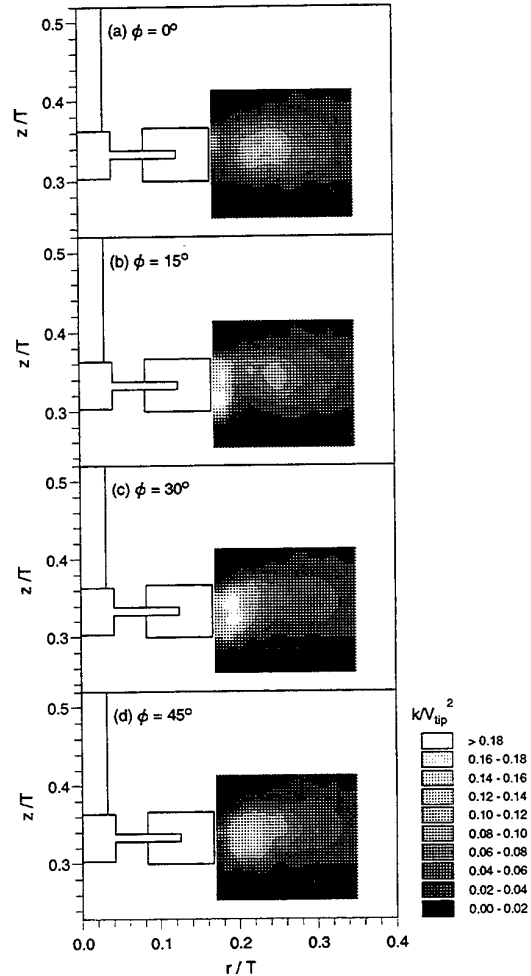 (a) ϕ = 0°
0.5
0.4
0.3
z/T
(b) ϕ = 15°
0.5
0.4
0.3
z/T
(c) ϕ = 30°
0.5
0.4
0.3
z/T
(d) ϕ = 45°
0.5
0.4
0.3
z/T
0.0 0.1 0.2 0.3 0.4
r / T
k/V_tip²
> 0.18
0.16 - 0.18
0.14 - 0.16
0.12 - 0.14
0.10 - 0.12
0.08 - 0.10
0.06 - 0.08
0.04 - 0.06
0.02 - 0.04
0.00 - 0.02